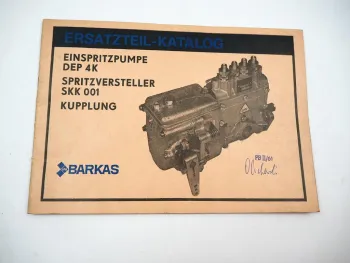 ERSATZTEIL-KATALOG
EINSPRITZPUMPE
DEP 4K
SPRITZVERSTELLER
SKK 001
KUPPLUNG
BARKAS